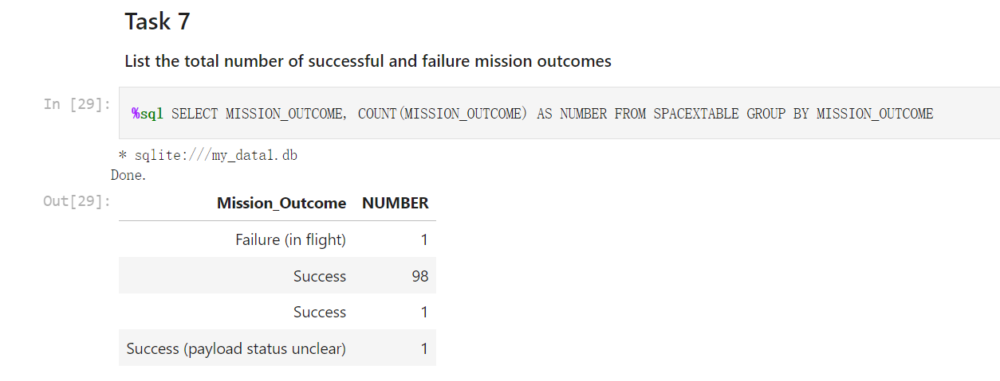 Task 7
List the total number of successful and failure mission outcomes
In [29]: %sql SELECT MISSION_OUTCOME, COUNT(MISSION_OUTCOME) AS NUMBER FROM SPACEXTABLE GROUP BY MISSION_OUTCOME
* sqlite:///my_data1.db
Done.
Out[29]: Mission_Outcome NUMBER
Failure (in flight) 1
Success 98
Success 1
Success (payload status unclear) 1